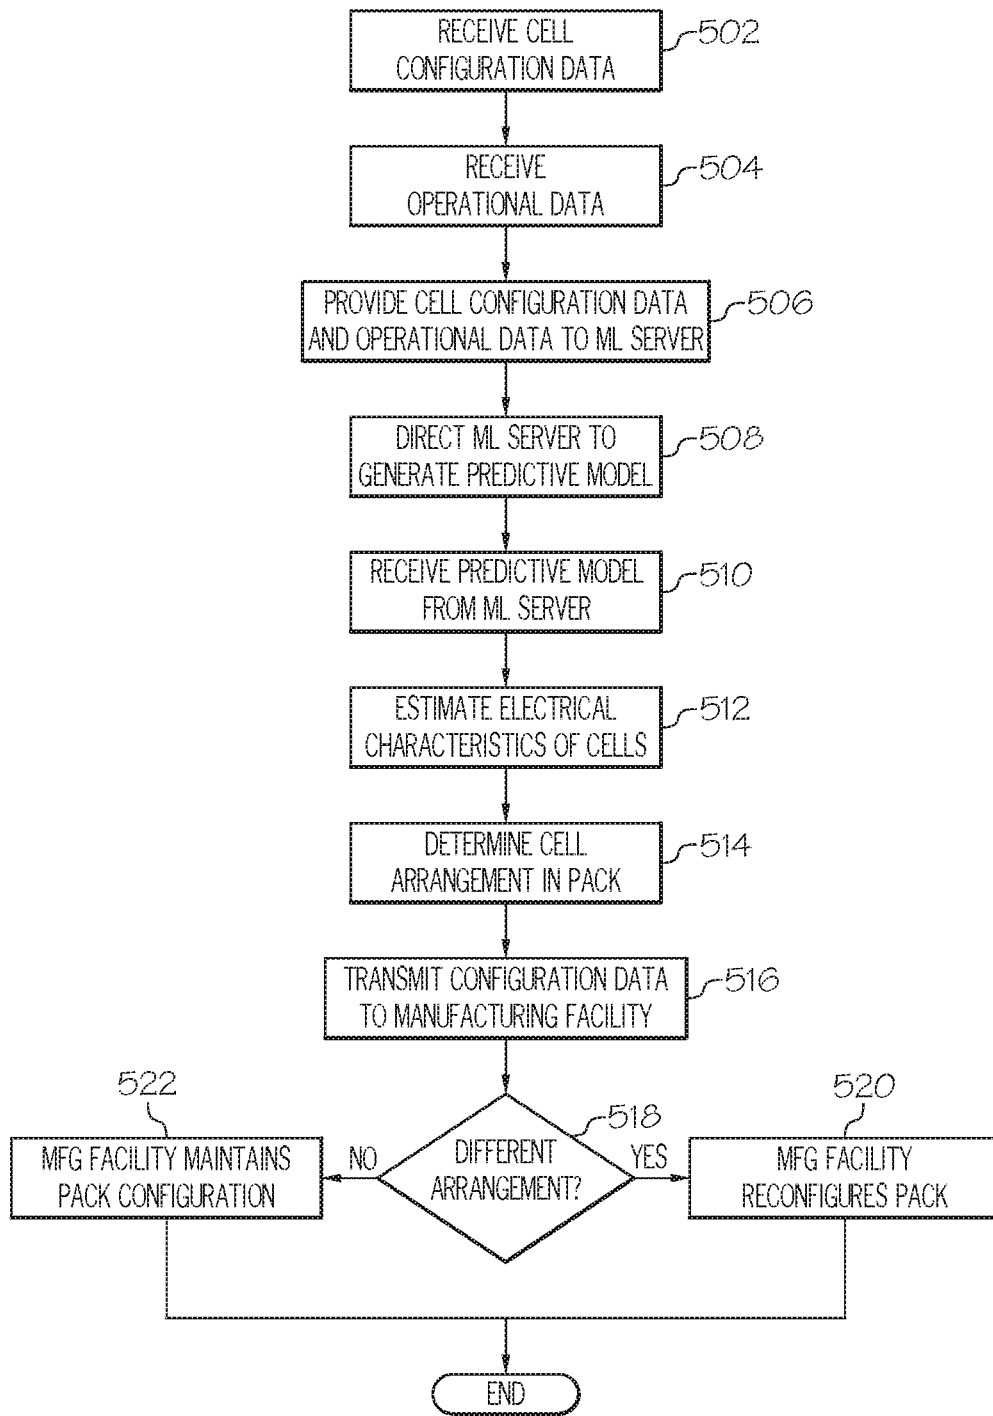 RECEIVE CELL
CONFIGURATION DATA
502
RECEIVE
OPERATIONAL DATA
504
PROVIDE CELL CONFIGURATION DATA
AND OPERATIONAL DATA TO ML SERVER
506
DIRECT ML SERVER TO
GENERATE PREDICTIVE MODEL
508
RECEIVE PREDICTIVE MODEL
FROM ML SERVER
510
ESTIMATE ELECTRICAL
CHARACTERISTICS OF CELLS
512
DETERMINE CELL
ARRANGEMENT IN PACK
514
TRANSMIT CONFIGURATION DATA
TO MANUFACTURING FACILITY
516
522
MFG FACILITY MAINTAINS
PACK CONFIGURATION
NO
DIFFERENT
ARRANGEMENT?
518
YES
520
MFG FACILITY
RECONFIGURES PACK
END